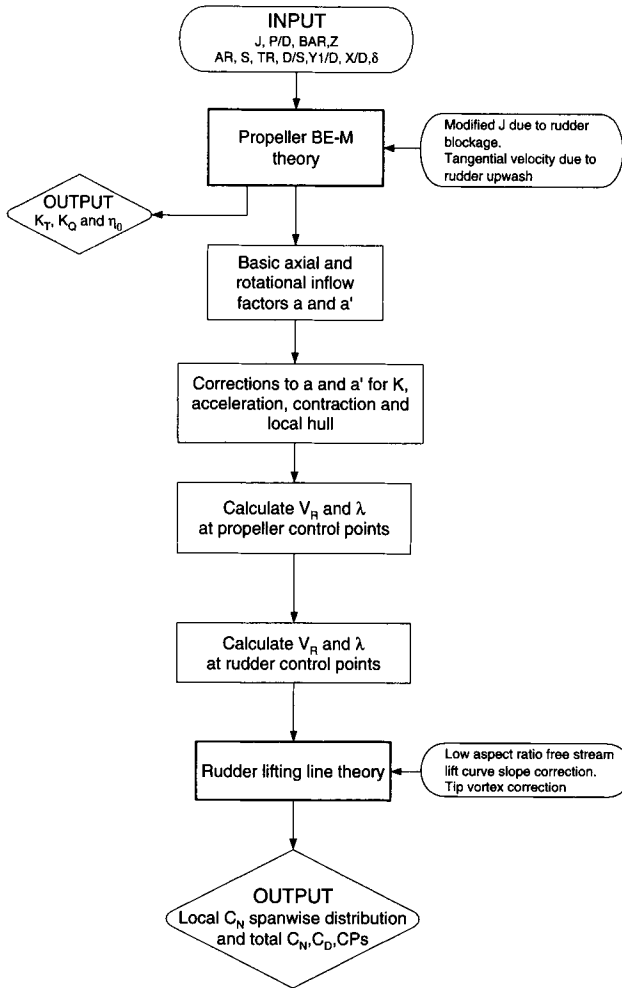 INPUT
J, P/D, BAR,Z
AR, S, TR, D/S,Y1/D, X/D,δ
Propeller BE-M
theory
Modified J due to rudder
blockage.
Tangential velocity due to
rudder upwash
OUTPUT
K_T, K_Q and η_0
Basic axial and
rotational inflow
factors a and a'
Corrections to a and a' for K,
acceleration, contraction and
local hull
Calculate V_R and λ
at propeller control points
Calculate V_R and λ
at rudder control points
Rudder lifting line theory
Low aspect ratio free stream
lift curve slope correction.
Tip vortex correction
OUTPUT
Local C_N spanwise distribution
and total C_N,C_D,CPs